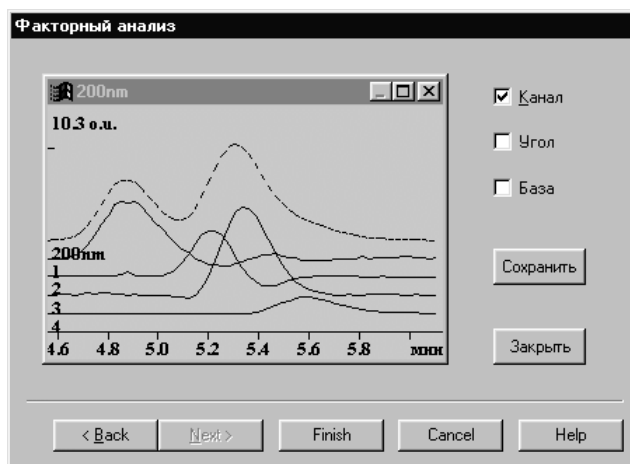 Факторный анализ
200nm
10.3 о.и.
200nm
1
2
3
4
4.6 4.8 5.0 5.2 5.4 5.6 5.8 мин
Канал
Угол
База
Сохранить
Закрыть
< Back Next > Finish Cancel Help